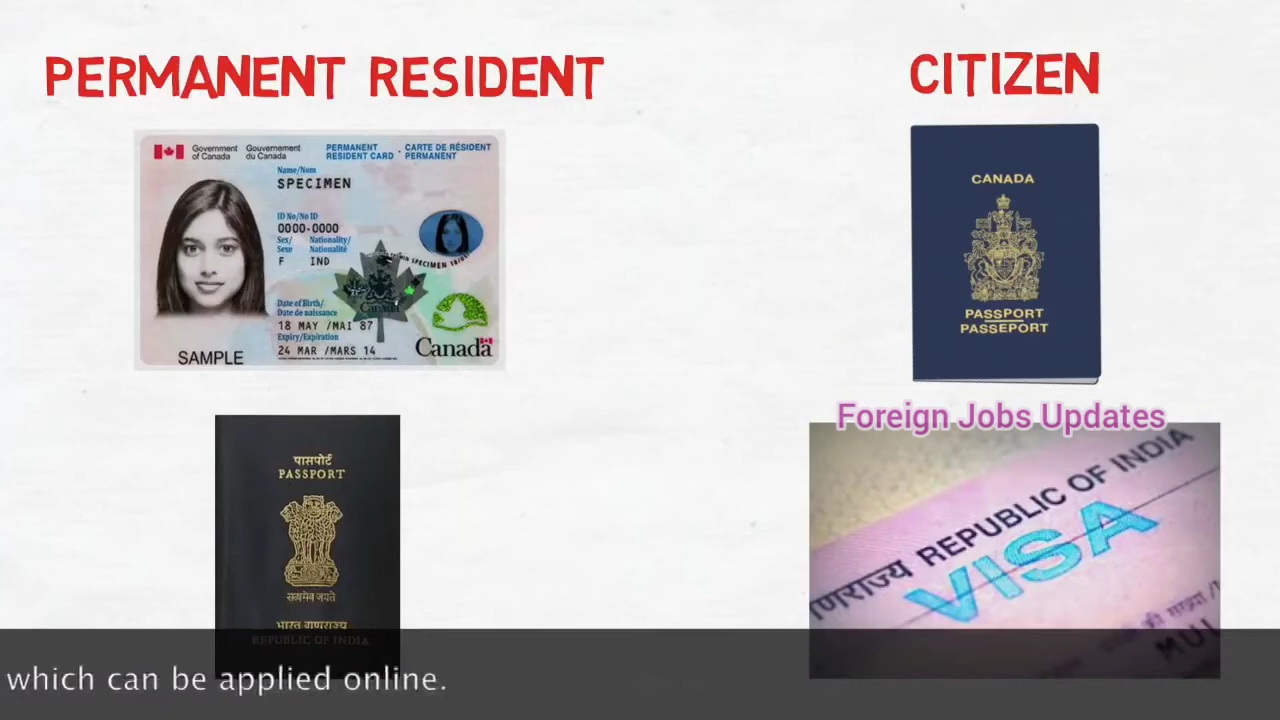 PERMANENT RESIDENT
CITIZEN
Government of Canada
Gouvernement du Canada
PERMANENT RESIDENT CARD
CARTE DE RÉSIDENT PERMANENT
Name/Nom
SPECIMEN
ID No/No ID
0000-0000
Sex/Sexe
Nationality/Nationalité
F IND
Date of Birth/
Date de naissance
18 MAY /MAI 87
Expiry/Expiration
24 MAR /MARS 14
SAMPLE
Canada
CANADA
PASSPORT
PASSEPORT
पासपोर्ट
PASSPORT
सत्यमेव जयते
भारत गणराज्य
REPUBLIC OF INDIA
Foreign Jobs Updates
REPUBLIC OF INDIA
VISA
which can be applied online.